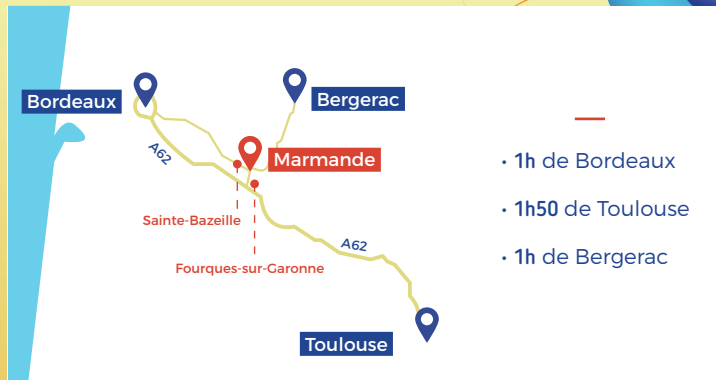 Bordeaux
Bergerac
A62
Marmande
Sainte-Bazeille
Fourques-sur-Garonne
A62
Toulouse
· 1h de Bordeaux
· 1h50 de Toulouse
· 1h de Bergerac